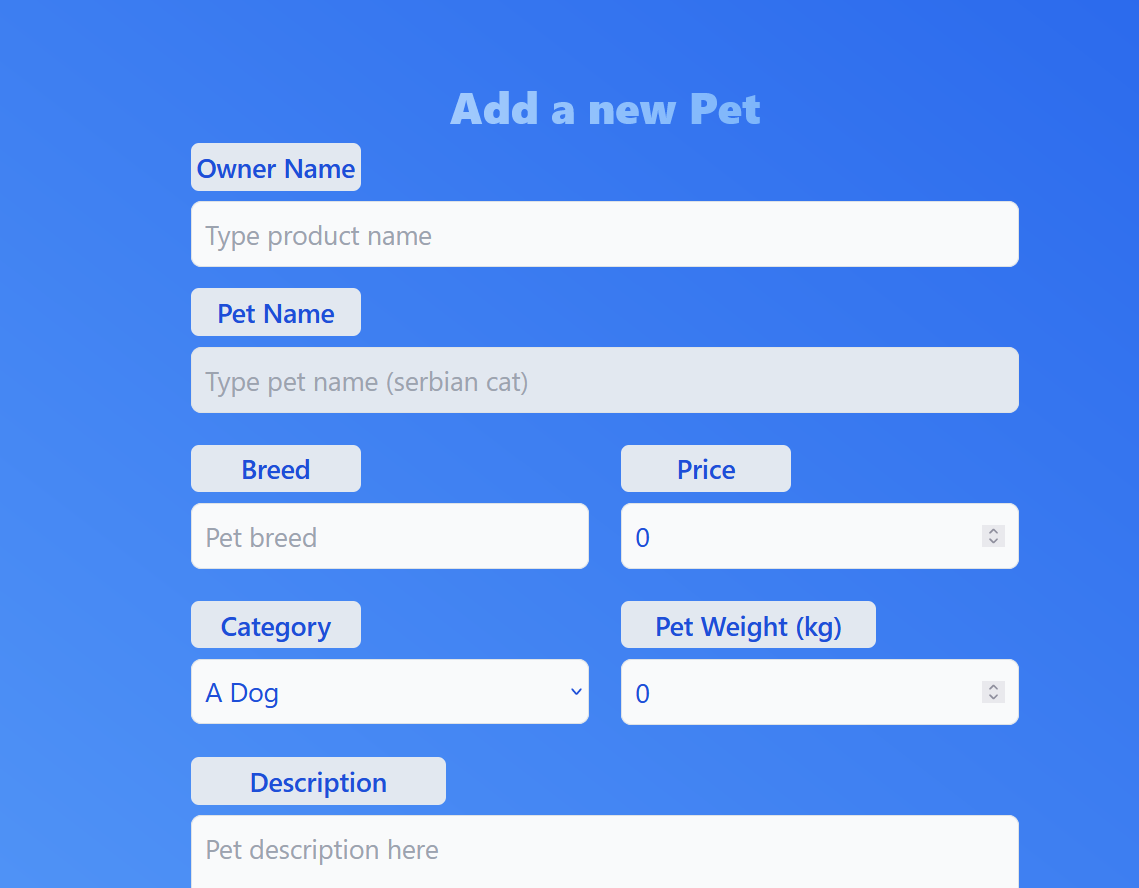 Add a new Pet
Owner Name
Type product name
Pet Name
Type pet name (serbian cat)
Breed
Price
Pet breed
0
Category
Pet Weight (kg)
A Dog
0
Description
Pet description here